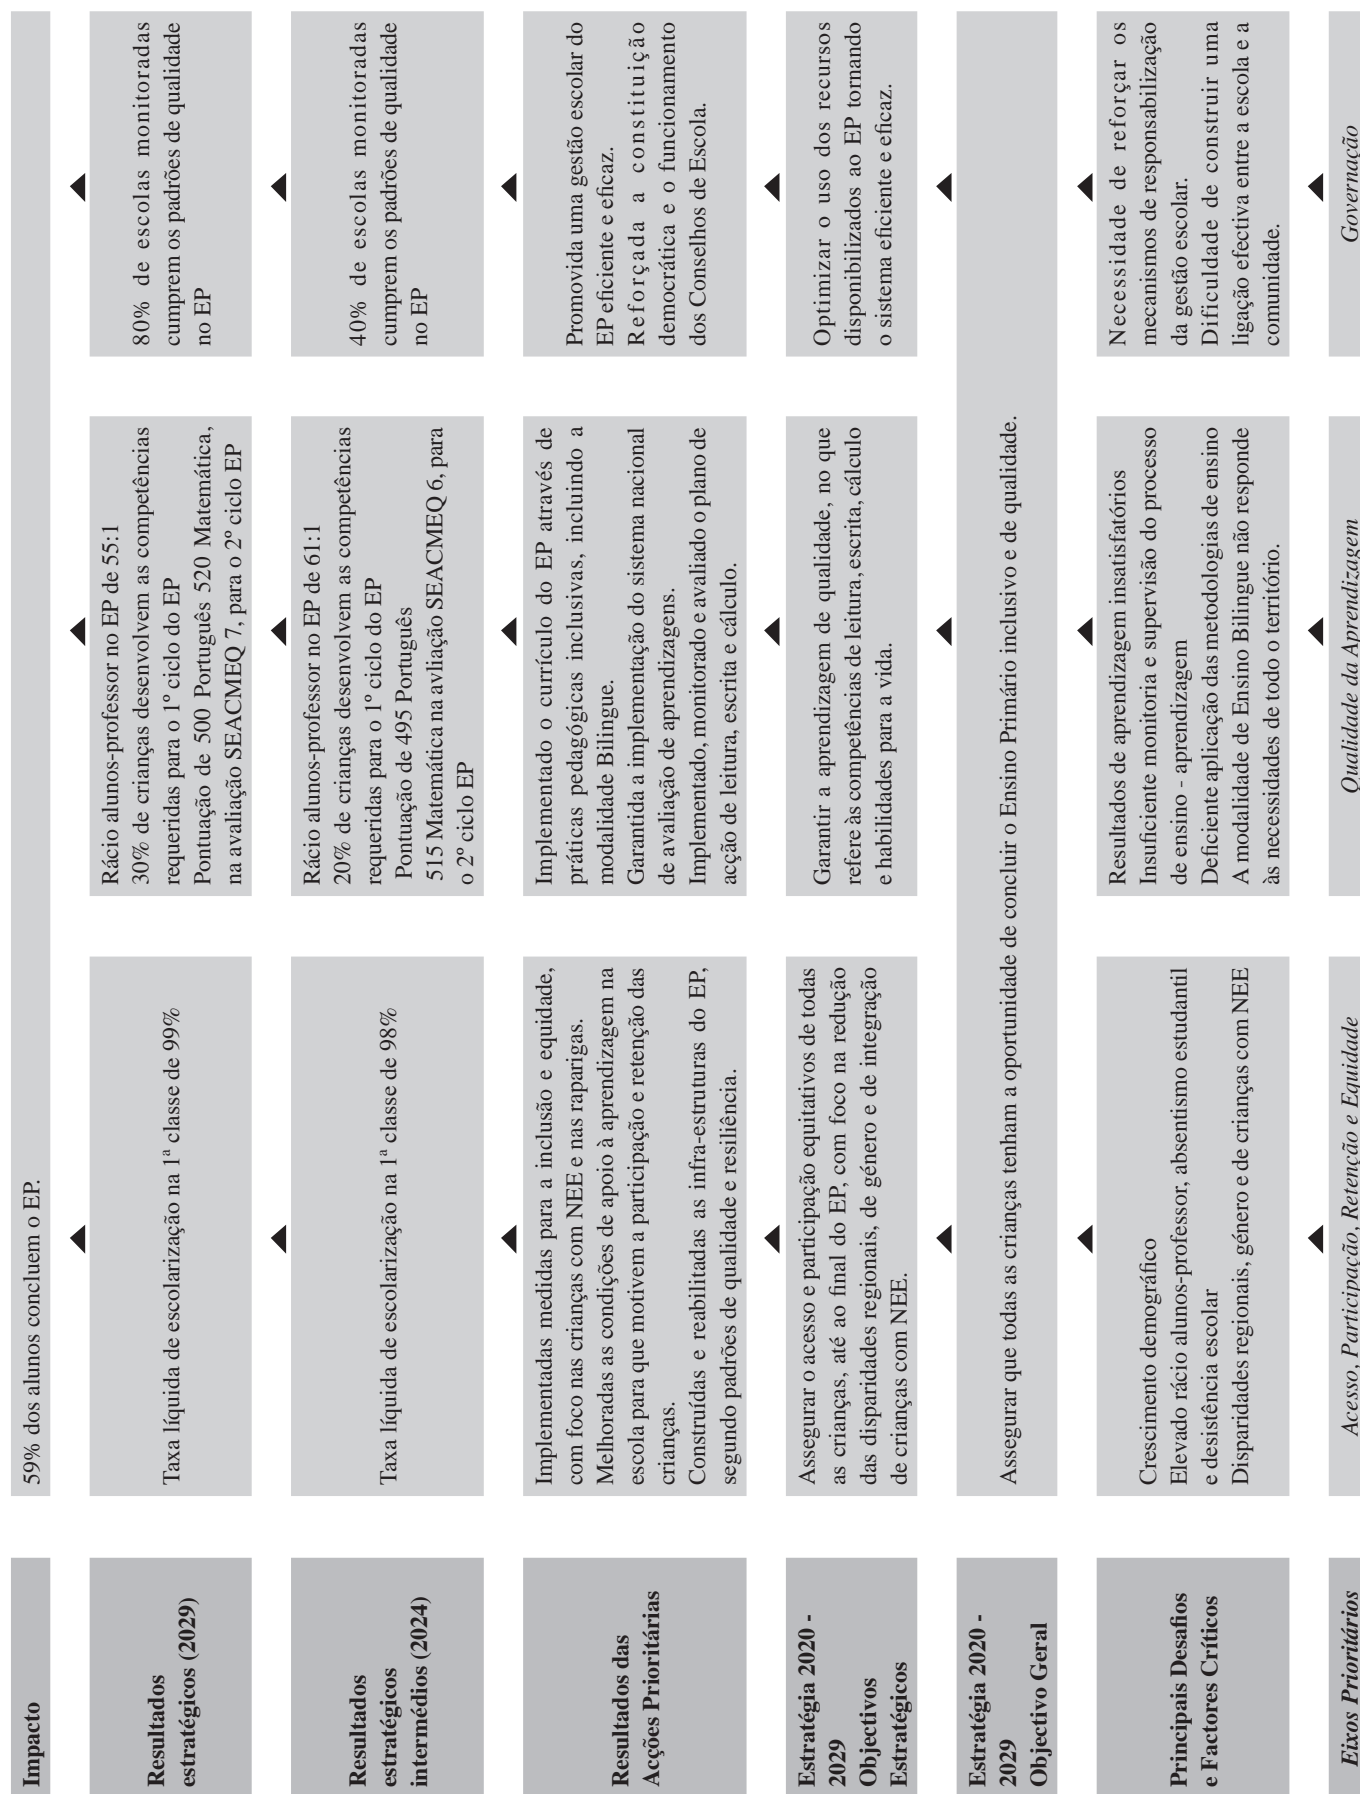 Impacto
59% dos alunos concluem o EP.
Resultados
estratégicos (2029)
Taxa líquida de escolarização na 1ª classe de 99%
Rácio alunos-professor no EP de 55:1
30% de crianças desenvolvem as competências
requeridas para o 1º ciclo do EP
Pontuação de 500 Português 520 Matemática,
na avaliação SEACMEQ 7, para o 2º ciclo EP
80% de escolas monitoradas
cumprem os padrões de qualidade
no EP
Resultados
estratégicos
intermédios (2024)
Taxa líquida de escolarização na 1ª classe de 98%
Rácio alunos-professor no EP de 61:1
20% de crianças desenvolvem as competências
requeridas para o 1º ciclo do EP
Pontuação de 495 Português
515 Matemática na avliação SEACMEQ 6, para
o 2º ciclo EP
40% de escolas monitoradas
cumprem os padrões de qualidade
no EP
Resultados das
Acções Prioritárias
Implementadas medidas para a inclusão e equidade,
com foco nas crianças com NEE e nas raparigas.
Melhoradas as condições de apoio à aprendizagem na
escola para que motivem a participação e retenção das
crianças.
Construídas e reabilitadas as infra-estruturas do EP,
segundo padrões de qualidade e resiliência.
Implementado o currículo do EP através de
práticas pedagógicas inclusivas, incluindo a
modalidade Bilingue.
Garantida a implementação do sistema nacional
de avaliação de aprendizagens.
Implementado, monitorado e avaliado o plano de
acção de leitura, escrita e cálculo.
Promovida uma gestão escolar do
EP eficiente e eficaz.
Reforçada a constituição
democrática e o funcionamento
dos Conselhos de Escola.
Estratégia 2020 -
2029
Objectivos
Estratégicos
Assegurar o acesso e participação equitativos de todas
as crianças, até ao final do EP, com foco na redução
das disparidades regionais, de género e de integração
de crianças com NEE.
Garantir a aprendizagem de qualidade, no que
refere às competências de leitura, escrita, cálculo
e habilidades para a vida.
Optimizar o uso dos recursos
disponibilizados ao EP tornando
o sistema eficiente e eficaz.
Estratégia 2020 -
2029
Objectivo Geral
Assegurar que todas as crianças tenham a oportunidade de concluir o Ensino Primário inclusivo e de qualidade.
Principais Desafios
e Factores Críticos
Crescimento demográfico
Elevado rácio alunos-professor, absentismo estudantil
e desistência escolar
Disparidades regionais, género e de crianças com NEE
Resultados de aprendizagem insatisfatórios
Insuficiente monitoria e supervisão do processo
de ensino - aprendizagem
Deficiente aplicação das metodologias de ensino
A modalidade de Ensino Bilingue não responde
às necessidades de todo o território.
Necessidade de reforçar os
mecanismos de responsabilização
da gestão escolar.
Dificuldade de construir uma
ligação efectiva entre a escola e a
comunidade.
Eixos Prioritários
Acesso, Participação, Retenção e Equidade
Qualidade da Aprendizagem
Governação